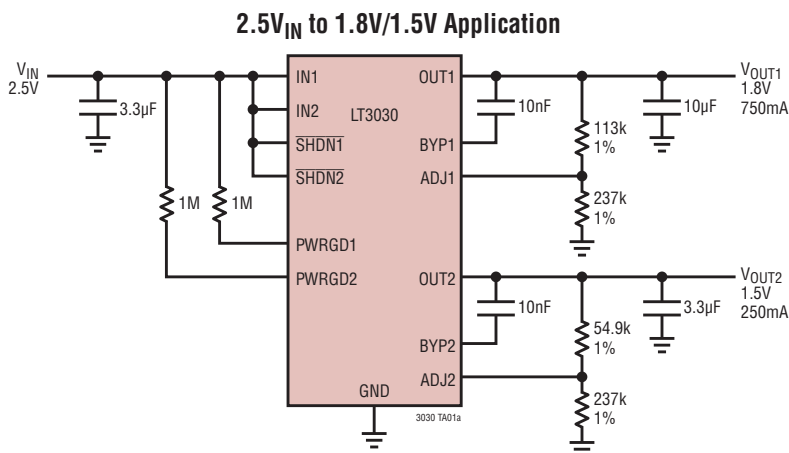 2.5VIN to 1.8V/1.5V Application
VIN
2.5V
3.3µF
1M
1M
IN1
IN2
SHDN1
SHDN2
PWRGD1
PWRGD2
LT3030
GND
OUT1
BYP1
ADJ1
OUT2
BYP2
ADJ2
10nF
113k
1%
237k
1%
10µF
VOUT1
1.8V
750mA
10nF
54.9k
1%
237k
1%
3.3µF
VOUT2
1.5V
250mA
3030 TA01a